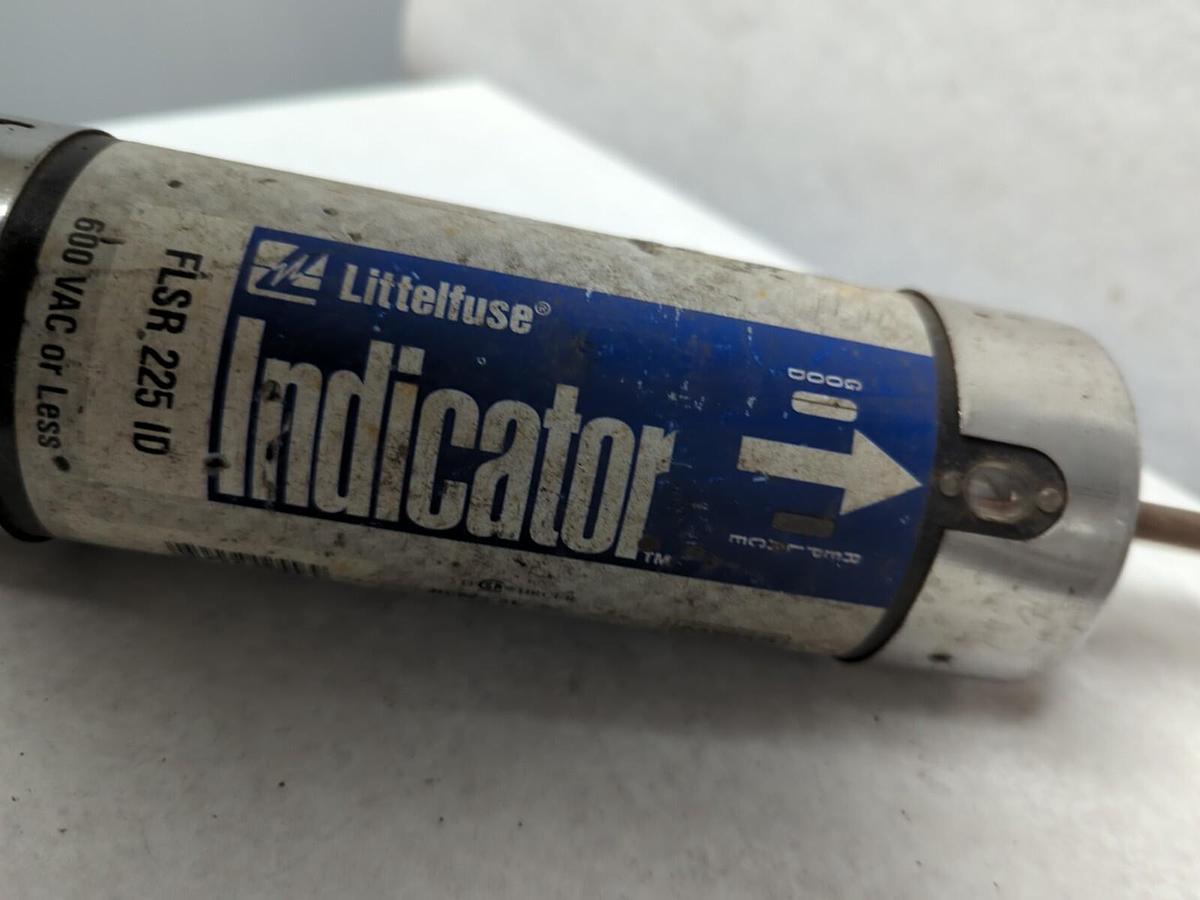 Littelfuse®
Indicator™
FLSR 225 ID
600 VAC or Less
GOOD
REPLACE